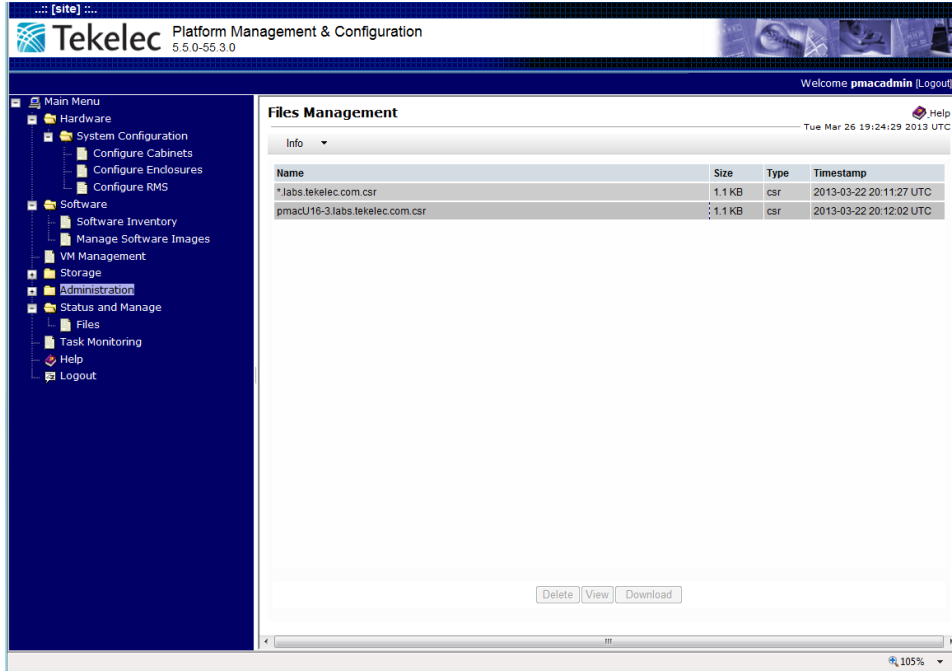 ..:: [site] ::..
Tekelec Platform Management & Configuration
5.5.0-55.3.0
Welcome pmacadmin [Logout]
Main Menu
Hardware
System Configuration
Configure Cabinets
Configure Enclosures
Configure RMS
Software
Software Inventory
Manage Software Images
VM Management
Storage
Administration
Status and Manage
Files
Task Monitoring
Help
Logout
Files Management
Help
Tue Mar 26 19:24:29 2013 UTC
Info
Name Size Type Timestamp
*.labs.tekelec.com.csr 1.1 KB csr 2013-03-22 20:11:27 UTC
pmacU16-3.labs.tekelec.com.csr 1.1 KB csr 2013-03-22 20:12:02 UTC
Delete View Download
105%